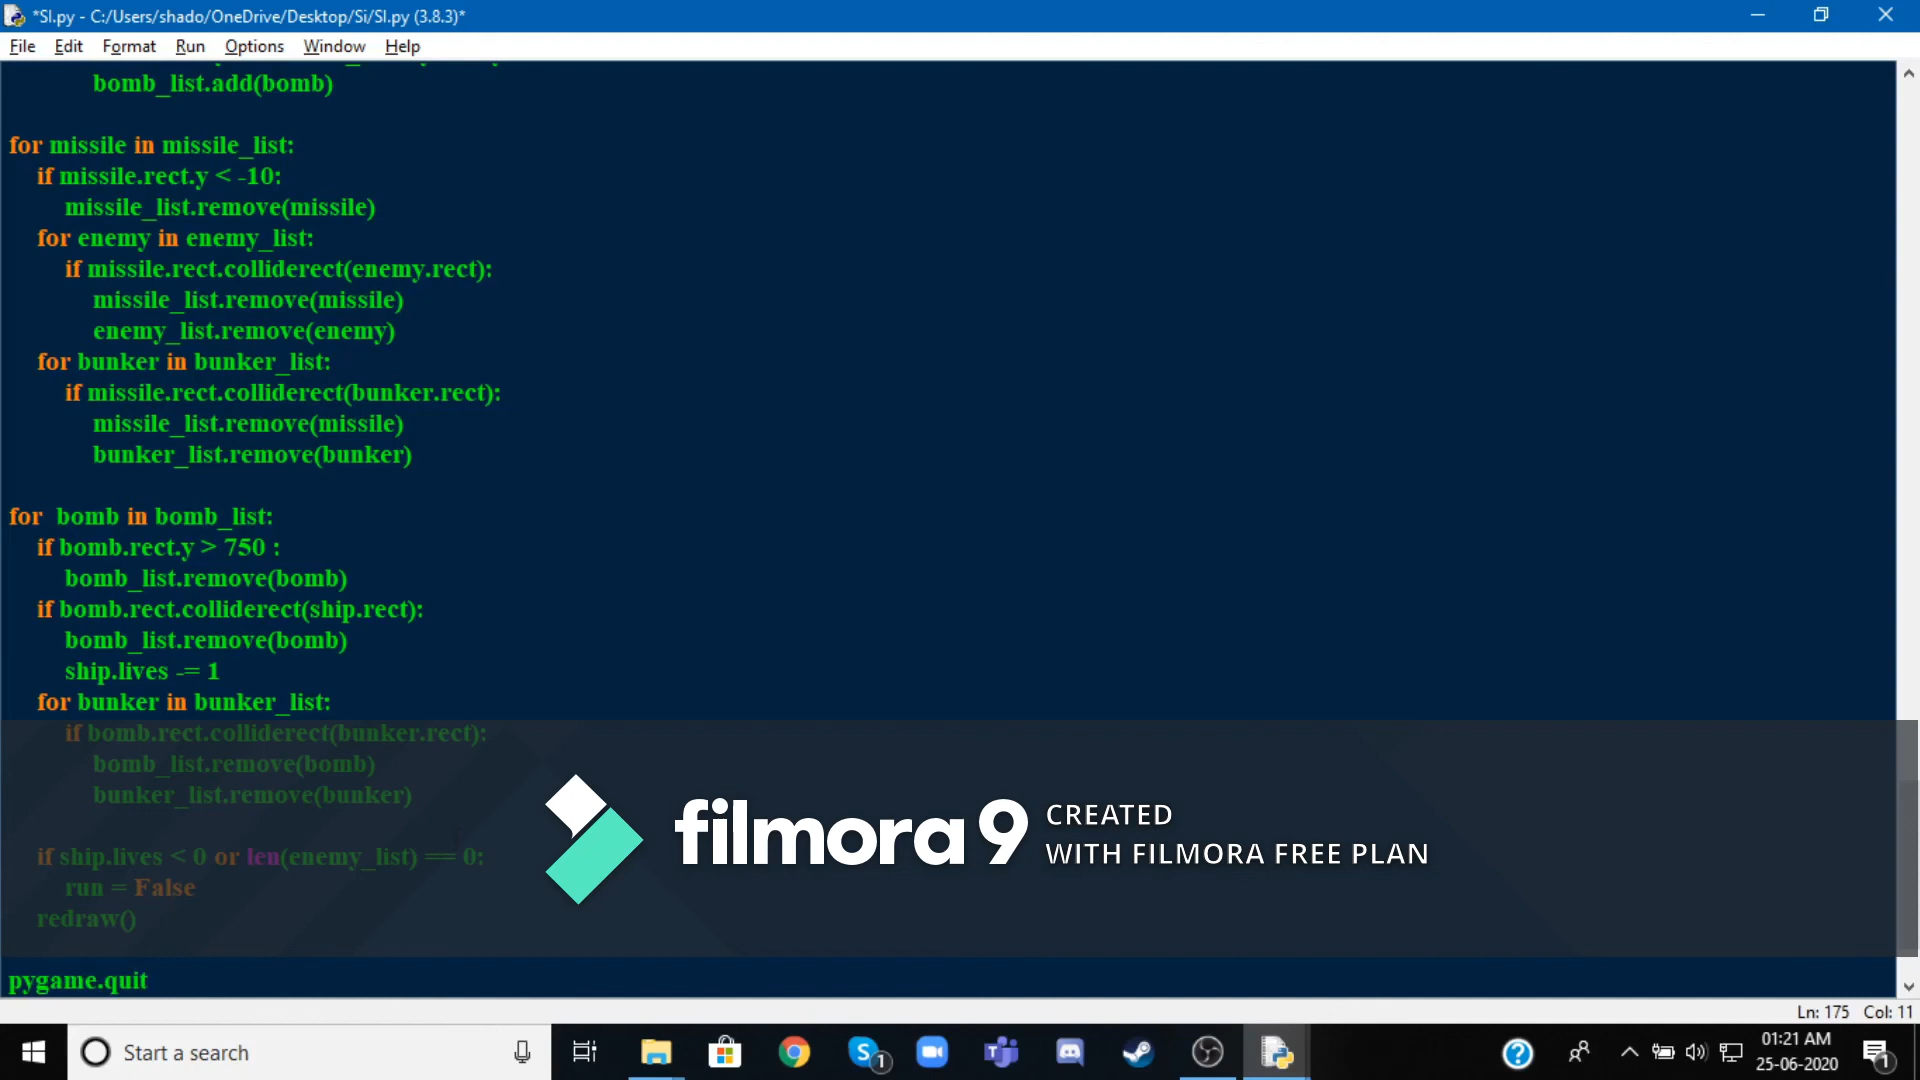 *SI.py - C:/Users/shado/OneDrive/Desktop/Si/SI.py (3.8.3)*
File Edit Format Run Options Window Help
bomb_list.add(bomb)
for missile in missile_list:
if missile.rect.y < -10:
missile_list.remove(missile)
for enemy in enemy_list:
if missile.rect.colliderect(enemy.rect):
missile_list.remove(missile)
enemy_list.remove(enemy)
for bunker in bunker_list:
if missile.rect.colliderect(bunker.rect):
missile_list.remove(missile)
bunker_list.remove(bunker)
for  bomb in bomb_list:
if bomb.rect.y > 750 :
bomb_list.remove(bomb)
if bomb.rect.colliderect(ship.rect):
bomb_list.remove(bomb)
ship.lives -= 1
for bunker in bunker_list:
if bomb.rect.colliderect(bunker.rect):
bomb_list.remove(bomb)
bunker_list.remove(bunker)
if ship.lives < 0 or len(enemy_list) == 0:
run = False
redraw()
pygame.quit
filmora 9
CREATED
WITH FILMORA FREE PLAN
Ln: 175 Col: 11
Start a search
1
01:21 AM
25-06-2020
1